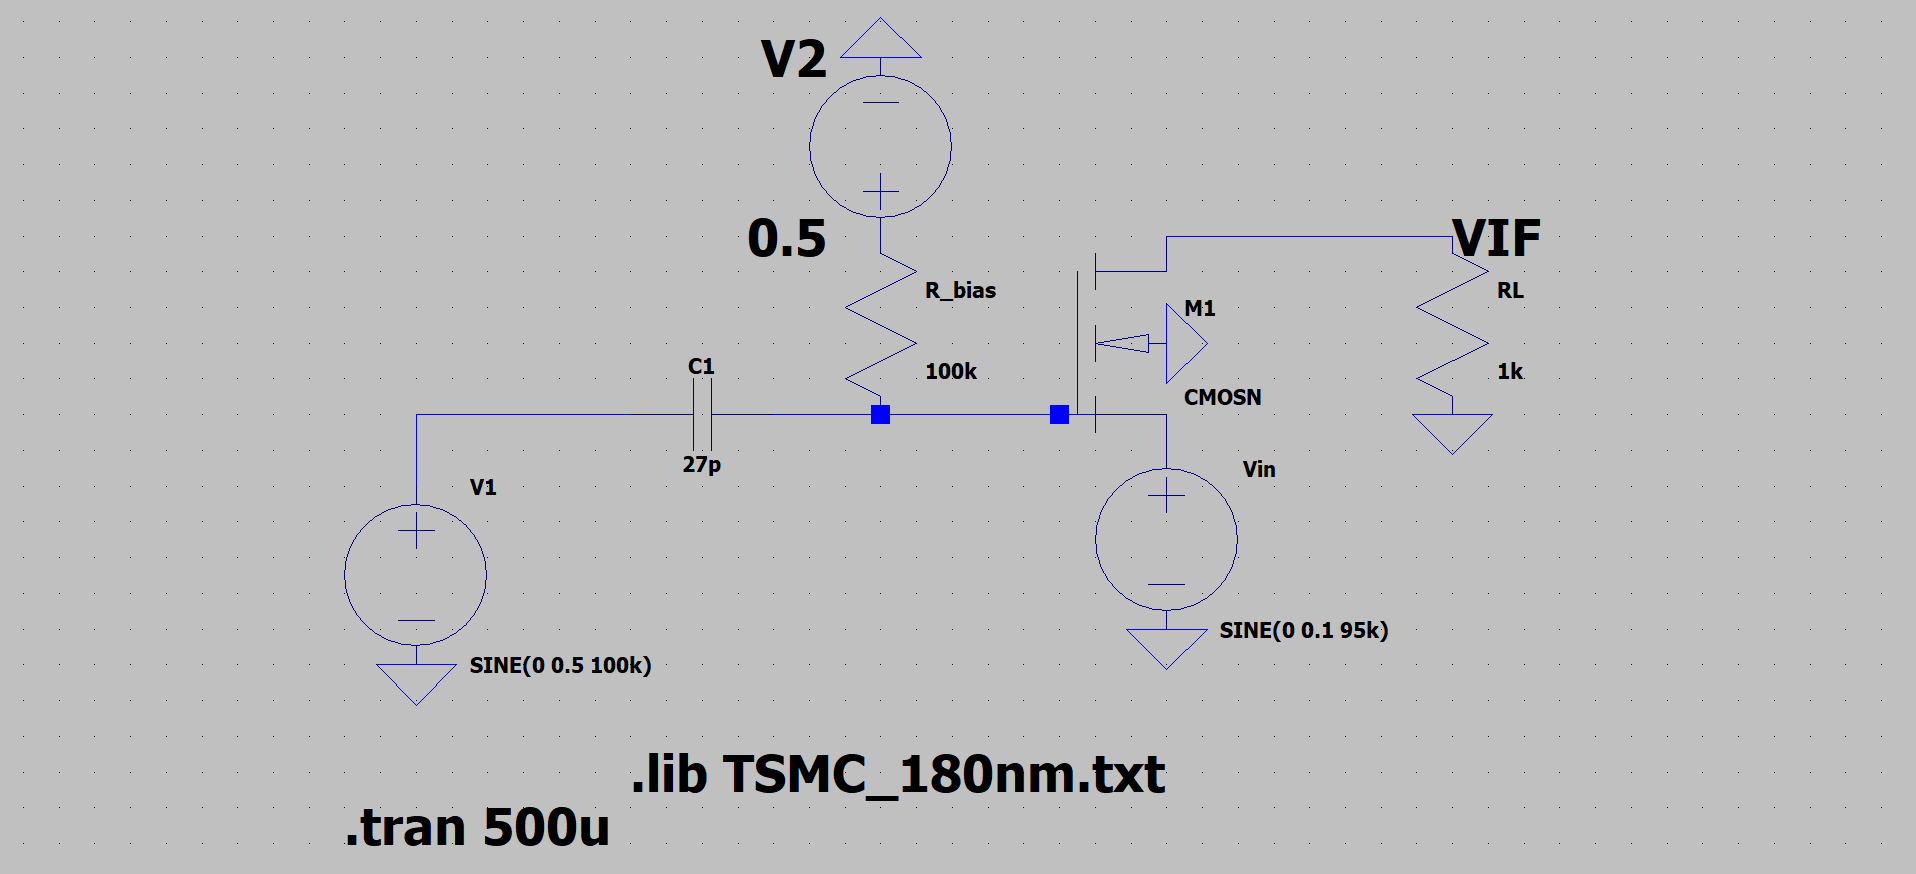 V2
0.5
R_bias
100k
VIF
RL
1k
M1
CMOSN
C1
27p
V1
SINE(0 0.5 100k)
Vin
SINE(0 0.1 95k)
.lib TSMC_180nm.txt
.tran 500u